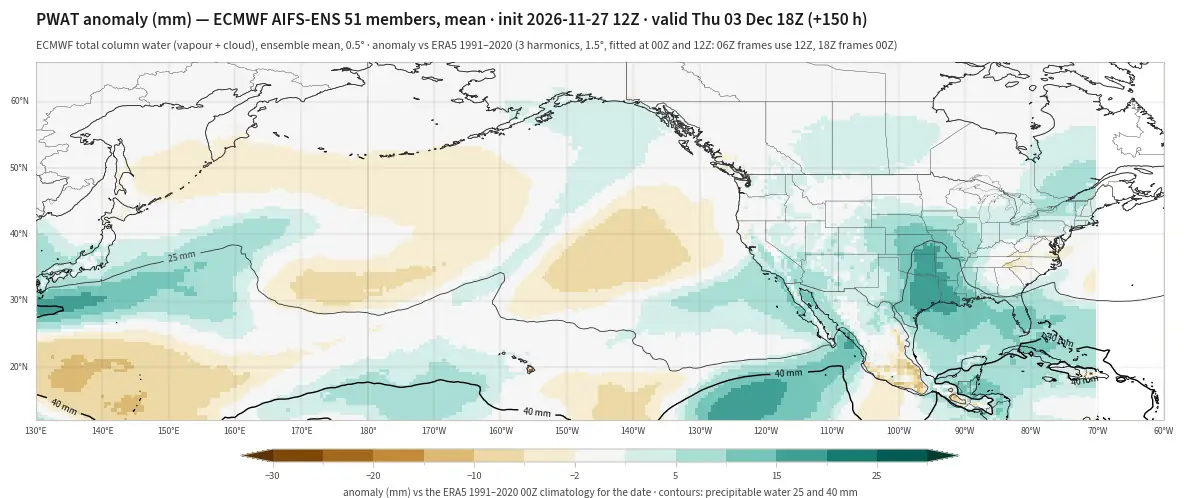 PWAT anomaly (mm) — ECMWF AIFS-ENS 51 members, mean · init 2026-11-27 12Z · valid Thu 03 Dec 18Z (+150 h)
ECMWF total column water (vapour + cloud), ensemble mean, 0.5° · anomaly vs ERA5 1991–2020 (3 harmonics, 1.5°, fitted at 00Z and 12Z: 06Z frames use 12Z, 18Z frames 00Z)
60°N
50°N
40°N
30°N
20°N
25 mm
30 mm
40 mm
40 mm
40 mm
40 mm
130°E 140°E 150°E 160°E 170°E 180° 170°W 160°W 150°W 140°W 130°W 120°W 110°W 100°W 90°W 80°W 70°W 60°W
−30 −20 −10 −2 5 15 25
anomaly (mm) vs the ERA5 1991–2020 00Z climatology for the date · contours: precipitable water 25 and 40 mm